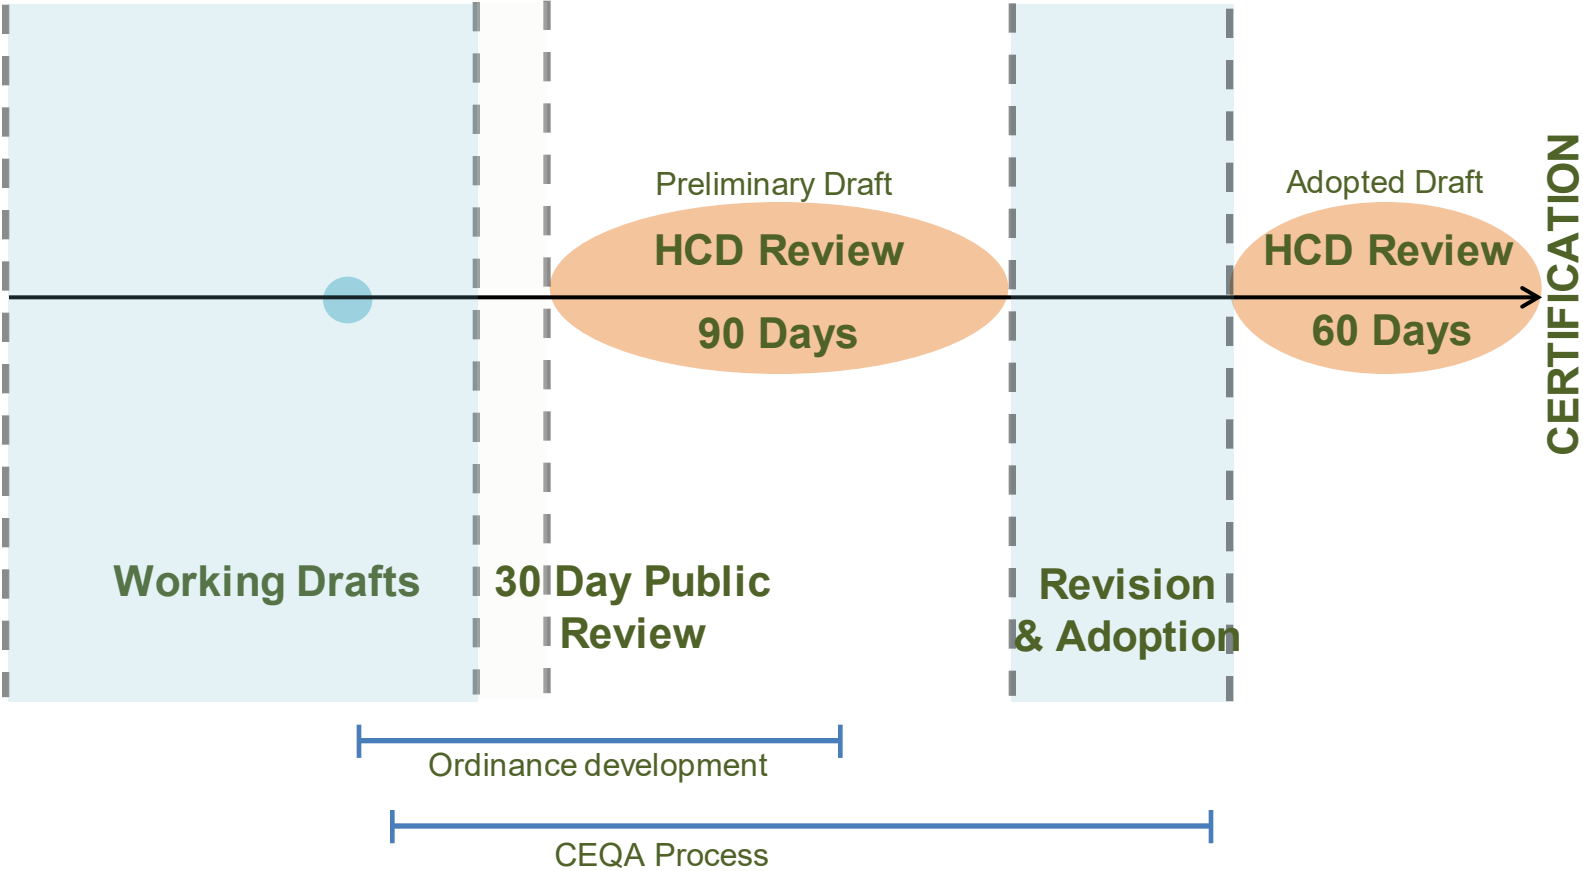 Preliminary Draft
HCD Review
90 Days
Adopted Draft
HCD Review
60 Days
CERTIFICATION
Working Drafts
30 Day Public
Review
Revision
& Adoption
Ordinance development
CEQA Process